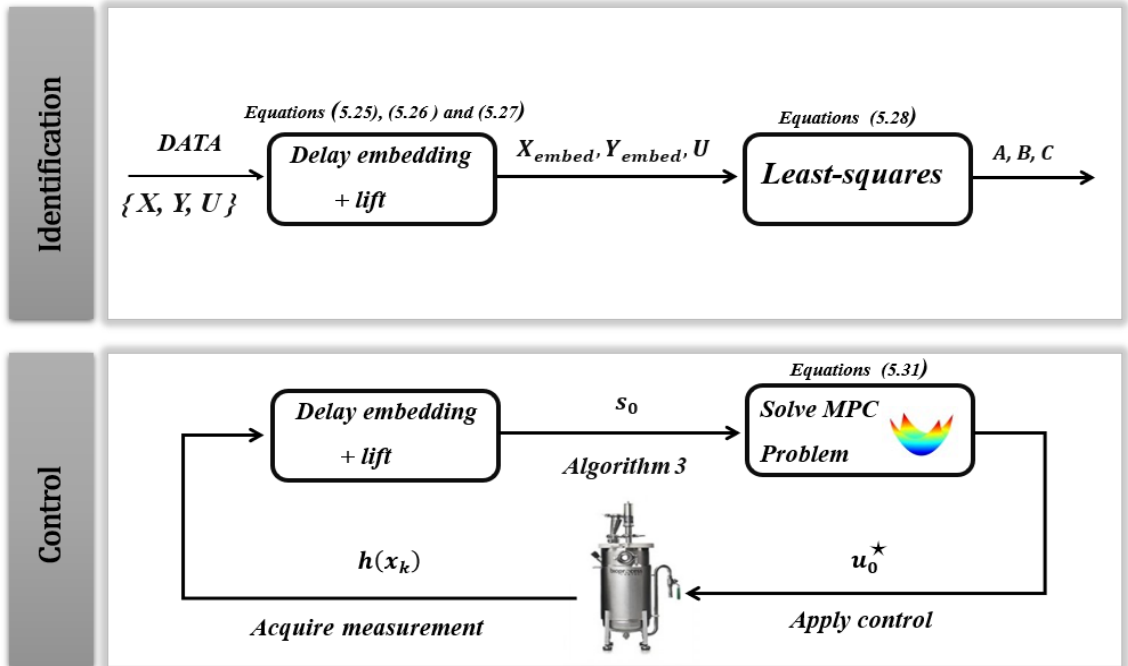 Identification
Equations (5.25), (5.26 ) and (5.27)
DATA
{ X, Y, U }
Delay embedding
+ lift
X_embed, Y_embed, U
Equations (5.28)
Least-squares
A, B, C
Control
Delay embedding
+ lift
s_0
Algorithm 3
Equations (5.31)
Solve MPC
Problem
h(x_k)
Acquire measurement
u_0^★
Apply control